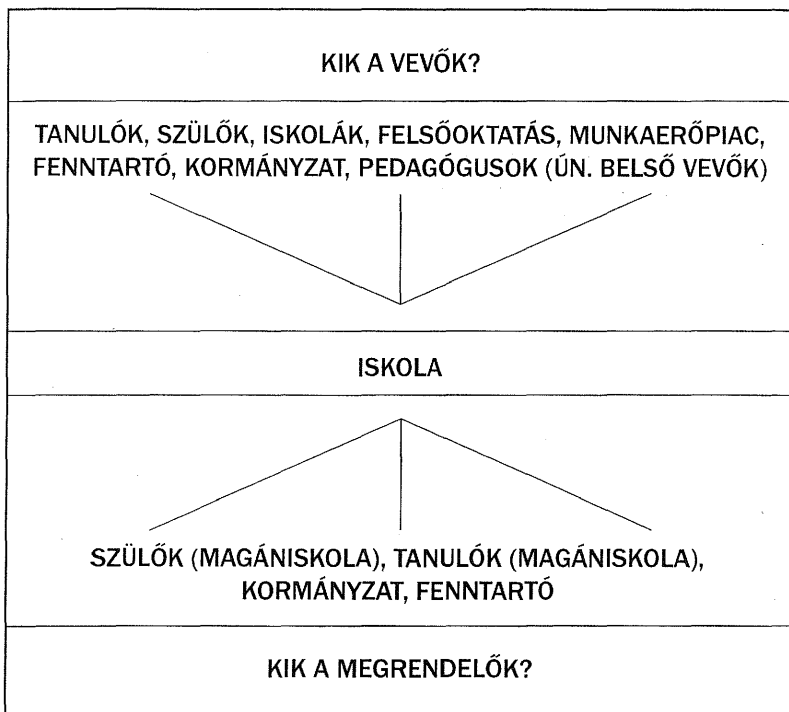 KIK A VEVŐK?
TANULÓK, SZÜLŐK, ISKOLÁK, FELSŐOKTATÁS, MUNKAERŐPIAC,
FENNTARTÓ, KORMÁNYZAT, PEDAGÓGUSOK (ÚN. BELSŐ VEVŐK)
ISKOLA
SZÜLŐK (MAGÁNISKOLA), TANULÓK (MAGÁNISKOLA),
KORMÁNYZAT, FENNTARTÓ
KIK A MEGRENDELŐK?